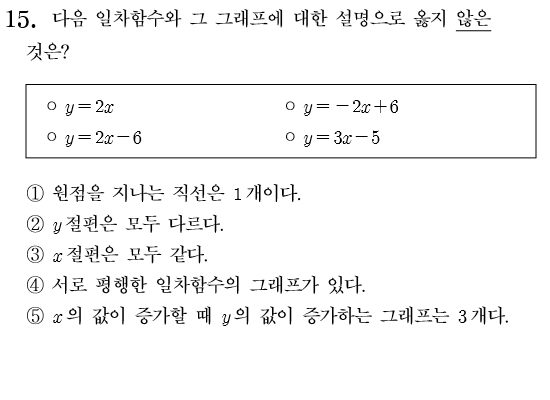 15. 다음 일차함수와 그 그래프에 대한 설명으로 옳지 않은
것은?
○ y=2x ○ y=-2x+6
○ y=2x-6 ○ y=3x-5
① 원점을 지나는 직선은 1개이다.
② y절편은 모두 다르다.
③ x절편은 모두 같다.
④ 서로 평행한 일차함수의 그래프가 있다.
⑤ x의 값이 증가할 때 y의 값이 증가하는 그래프는 3개다.